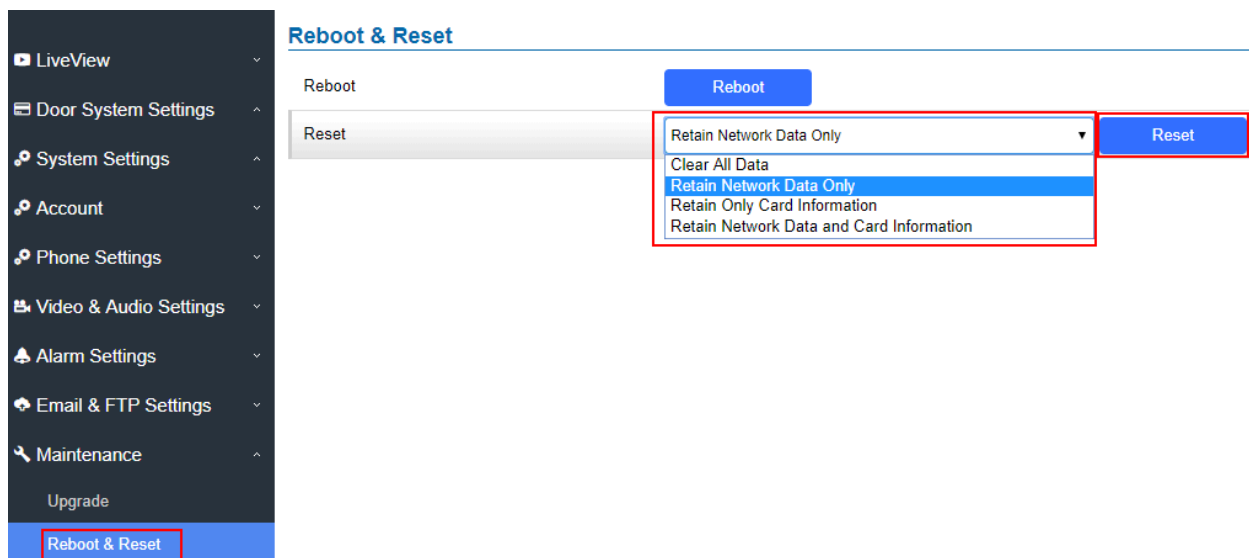 LiveView
Door System Settings
System Settings
Account
Phone Settings
Video & Audio Settings
Alarm Settings
Email & FTP Settings
Maintenance
Upgrade
Reboot & Reset
Reboot & Reset
Reboot
Reboot
Reset
Retain Network Data Only
Reset
Clear All Data
Retain Network Data Only
Retain Only Card Information
Retain Network Data and Card Information